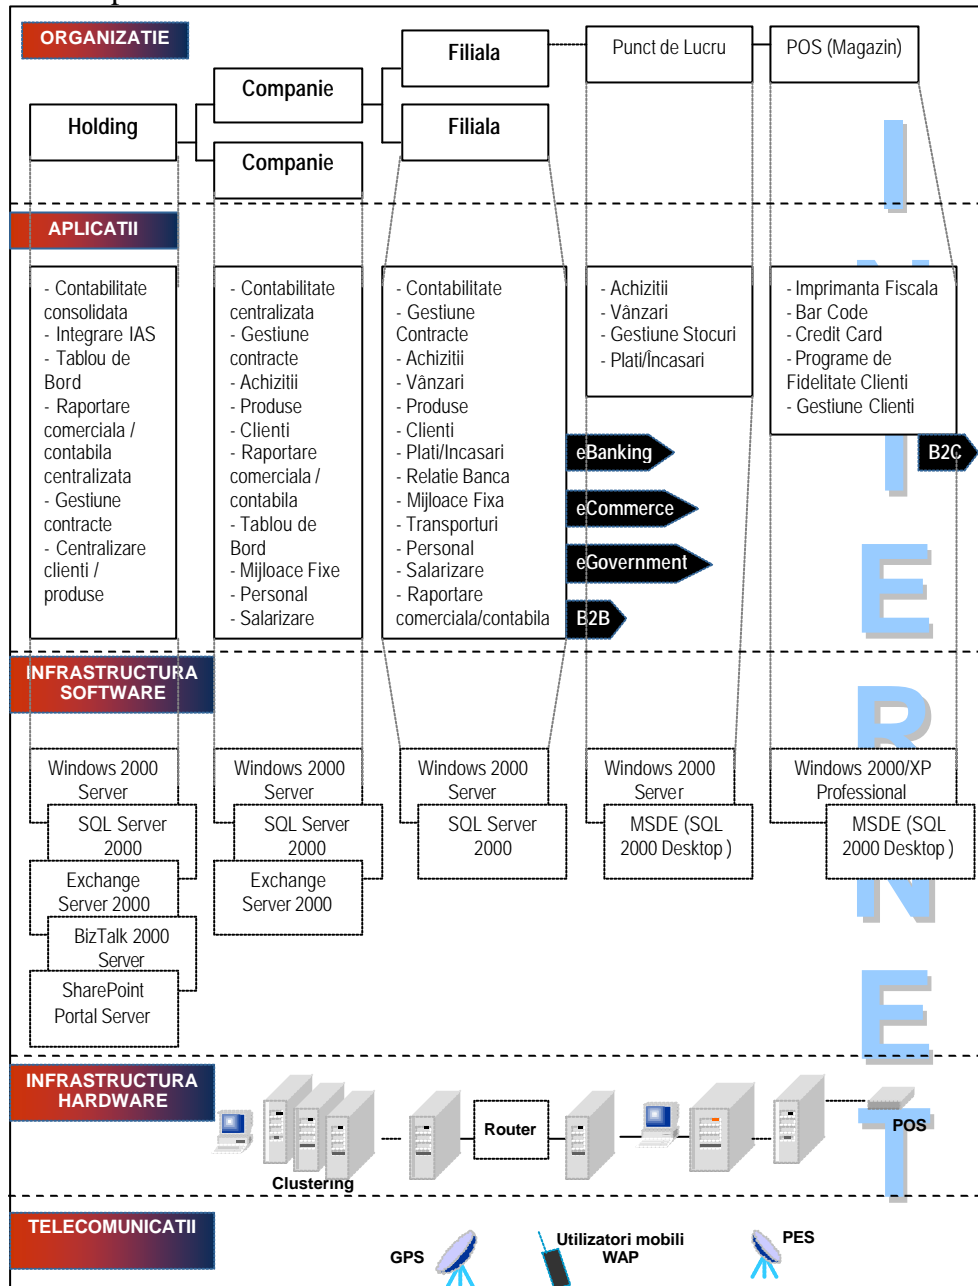 ORGANIZATIE
Holding
Companie
Companie
Filiala
Filiala
Punct de Lucru
POS (Magazin)
APLICATII
- Contabilitate
consolidata
- Integrare IAS
- Tablou de
Bord
- Raportare
comerciala /
contabila
centralizata
- Gestiune
contracte
- Centralizare
clienti /
produse
- Contabilitate
centralizata
- Gestiune
contracte
- Achizitii
- Produse
- Clienti
- Raportare
comerciala /
contabila
- Tablou de
Bord
- Mijloace Fixe
- Personal
- Salarizare
- Contabilitate
- Gestiune
Contracte
- Achizitii
- Vânzari
- Produse
- Clienti
- Plati/Incasari
- Relatie Banca
- Mijloace Fixa
- Transporturi
- Personal
- Salarizare
- Raportare
comerciala/contabila
eBanking
eCommerce
eGovernment
B2B
- Achizitii
- Vânzari
- Gestiune Stocuri
- Plati/Încasari
- Imprimanta Fiscala
- Bar Code
- Credit Card
- Programe de
Fidelitate Clienti
- Gestiune Clienti
B2C
INTERNET
INFRASTRUCTURA
SOFTWARE
Windows 2000
Server
SQL Server
2000
Exchange
Server 2000
BizTalk 2000
Server
SharePoint
Portal Server
Windows 2000
Server
SQL Server
2000
Exchange
Server 2000
Windows 2000
Server
SQL Server
2000
Windows 2000
Server
MSDE (SQL
2000 Desktop )
Windows 2000/XP
Professional
MSDE (SQL
2000 Desktop )
INFRASTRUCTURA
HARDWARE
Clustering
Router
POS
TELECOMUNICATII
GPS
Utilizatori mobili
WAP
PES